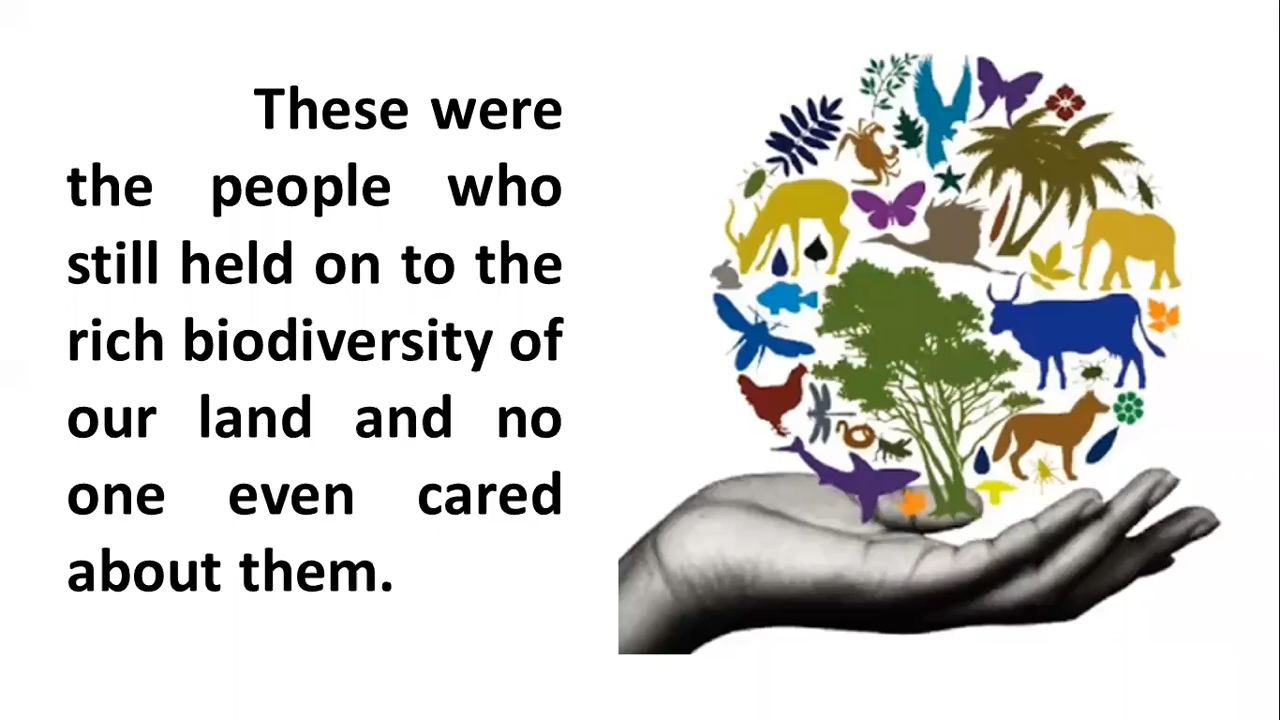 These were
the people who
still held on to the
rich biodiversity of
our land and no
one even cared
about them.